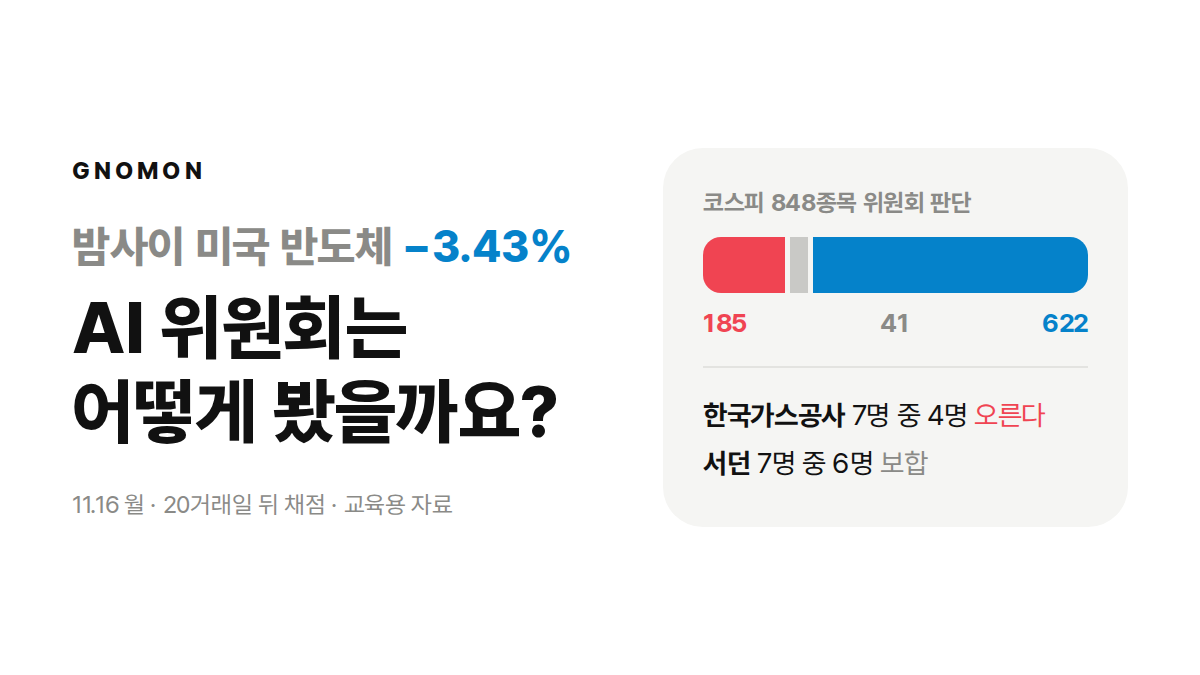 GNOMON
밤사이 미국 반도체 −3.43%
AI 위원회는
어떻게 봤을까요?
11.16 월 · 20거래일 뒤 채점 · 교육용 자료
코스피 848종목 위원회 판단
185 41 622
한국가스공사 7명 중 4명 오른다
서던 7명 중 6명 보합